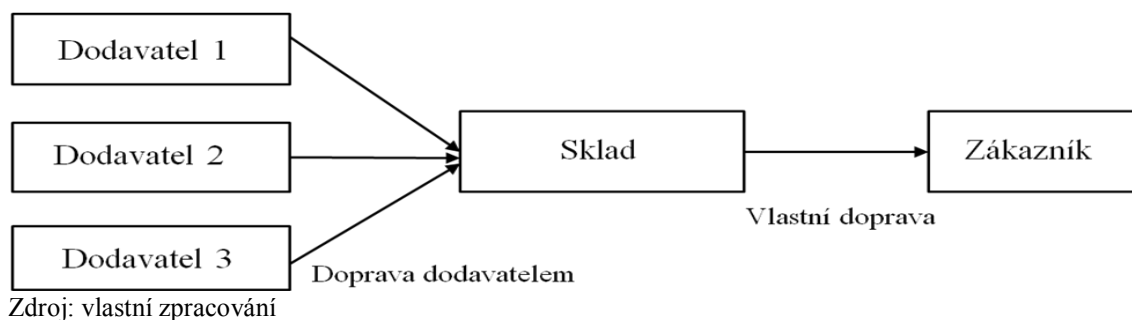 Dodavatel 1
Dodavatel 2
Dodavatel 3
Sklad
Zákazník
Vlastní doprava
Doprava dodavatelem
Zdroj: vlastní zpracování